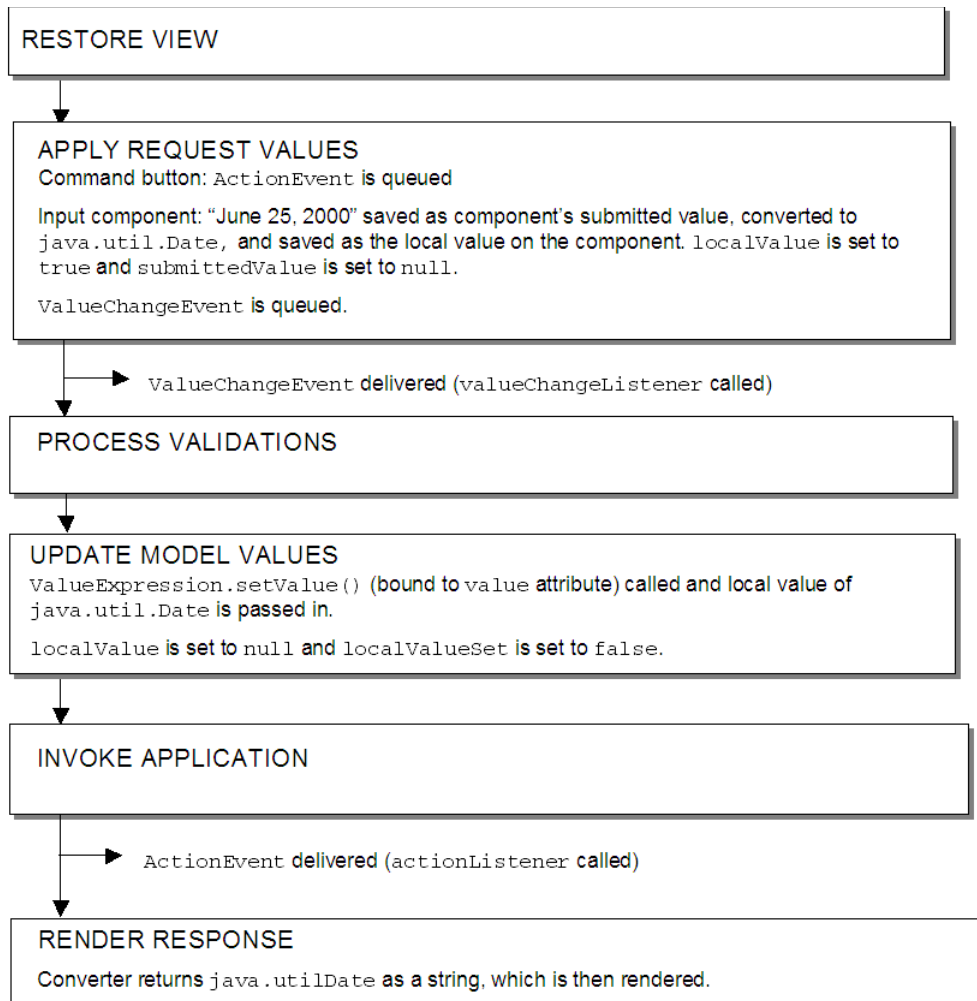 RESTORE VIEW
APPLY REQUEST VALUES
Command button: ActionEvent is queued
Input component: “June 25, 2000” saved as component’s submitted value, converted to
java.util.Date, and saved as the local value on the component. localValue is set to
true and submittedValue is set to null.
ValueChangeEvent is queued.
ValueChangeEvent delivered (valueChangeListener called)
PROCESS VALIDATIONS
UPDATE MODEL VALUES
ValueExpression.setValue() (bound to value attribute) called and local value of
java.util.Date is passed in.
localValue is set to null and localValueSet is set to false.
INVOKE APPLICATION
ActionEvent delivered (actionListener called)
RENDER RESPONSE
Converter returns java.utilDate as a string, which is then rendered.